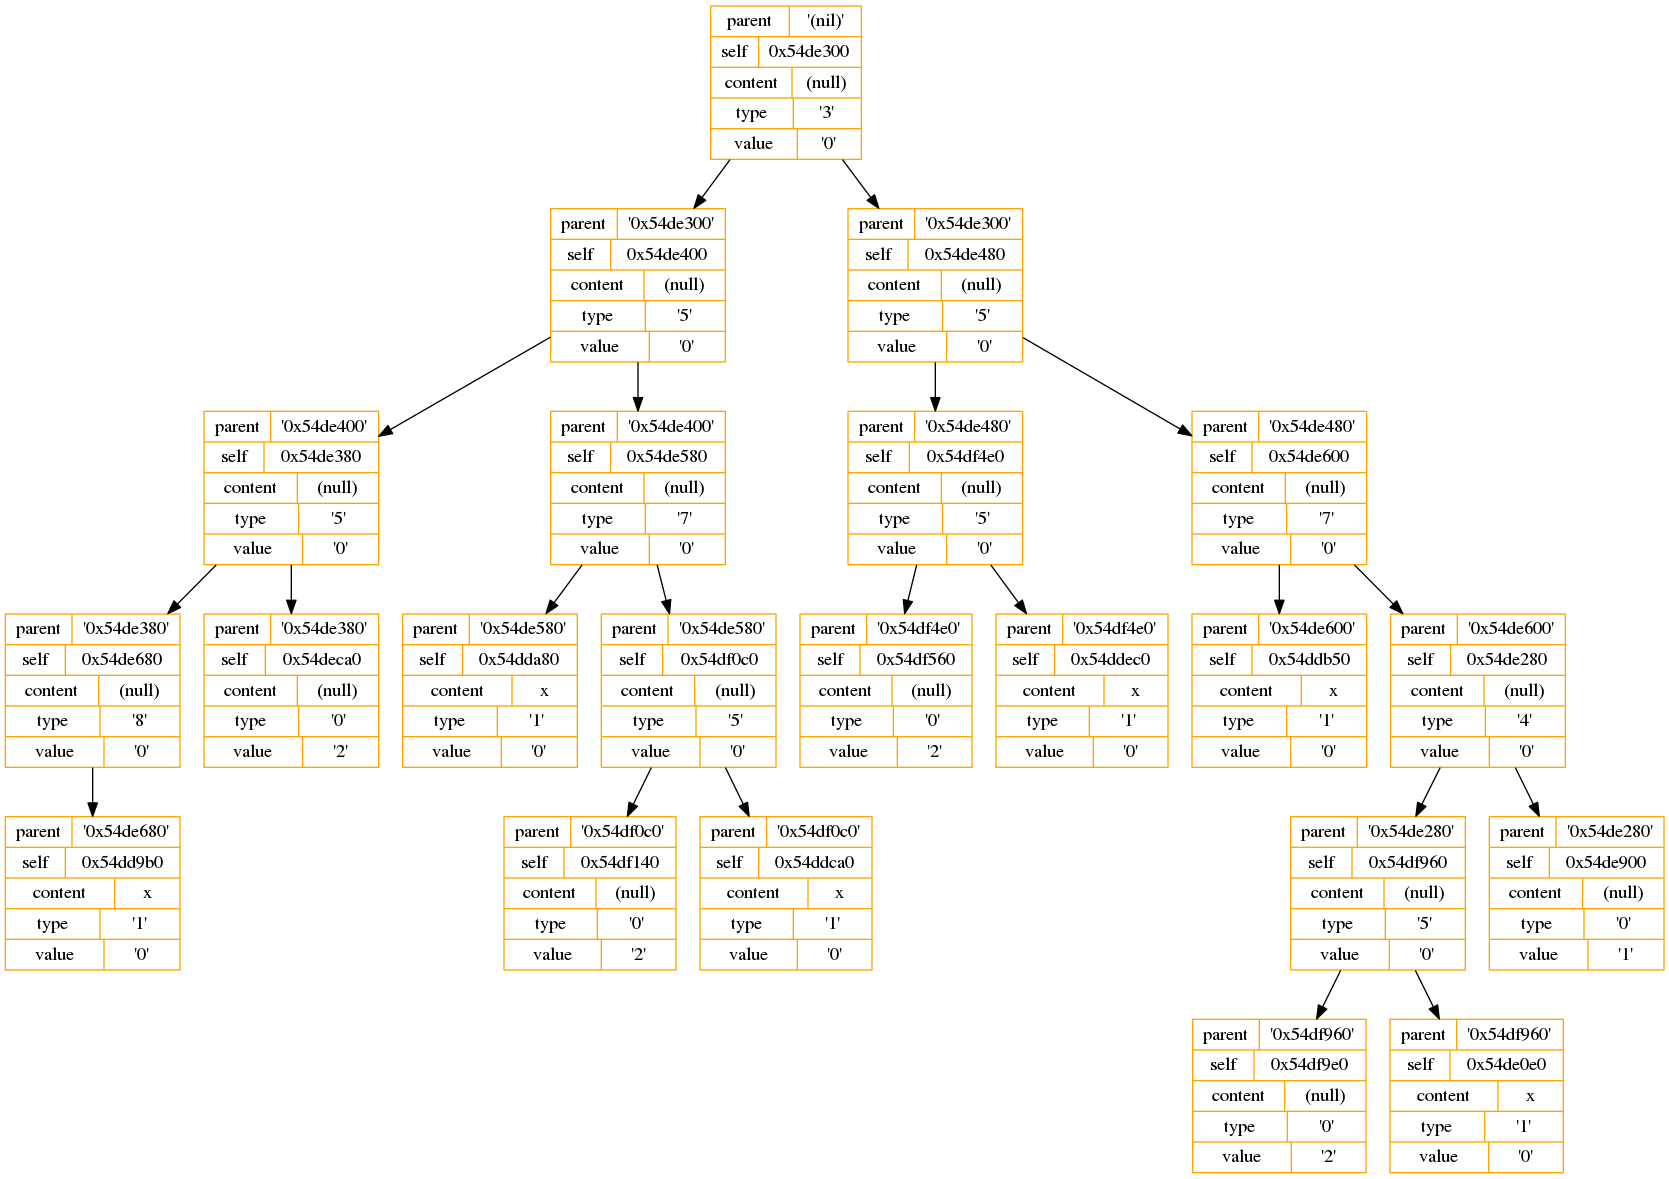 parent '(nil)'
self 0x54de300
content (null)
type '3'
value '0'
parent '0x54de300'
self 0x54de400
content (null)
type '5'
value '0'
parent '0x54de300'
self 0x54de480
content (null)
type '5'
value '0'
parent '0x54de400'
self 0x54de380
content (null)
type '5'
value '0'
parent '0x54de400'
self 0x54de580
content (null)
type '7'
value '0'
parent '0x54de480'
self 0x54df4e0
content (null)
type '5'
value '0'
parent '0x54de480'
self 0x54de600
content (null)
type '7'
value '0'
parent '0x54de380'
self 0x54de680
content (null)
type '8'
value '0'
parent '0x54de380'
self 0x54deca0
content (null)
type '0'
value '2'
parent '0x54de580'
self 0x54dda80
content x
type '1'
value '0'
parent '0x54de580'
self 0x54df0c0
content (null)
type '5'
value '0'
parent '0x54df4e0'
self 0x54df560
content (null)
type '0'
value '2'
parent '0x54df4e0'
self 0x54ddec0
content x
type '1'
value '0'
parent '0x54de600'
self 0x54ddb50
content x
type '1'
value '0'
parent '0x54de600'
self 0x54de280
content (null)
type '4'
value '0'
parent '0x54de680'
self 0x54dd9b0
content x
type '1'
value '0'
parent '0x54df0c0'
self 0x54df140
content (null)
type '0'
value '2'
parent '0x54df0c0'
self 0x54ddca0
content x
type '1'
value '0'
parent '0x54de280'
self 0x54df960
content (null)
type '5'
value '0'
parent '0x54de280'
self 0x54de900
content (null)
type '0'
value '1'
parent '0x54df960'
self 0x54df9e0
content (null)
type '0'
value '2'
parent '0x54df960'
self 0x54de0e0
content x
type '1'
value '0'